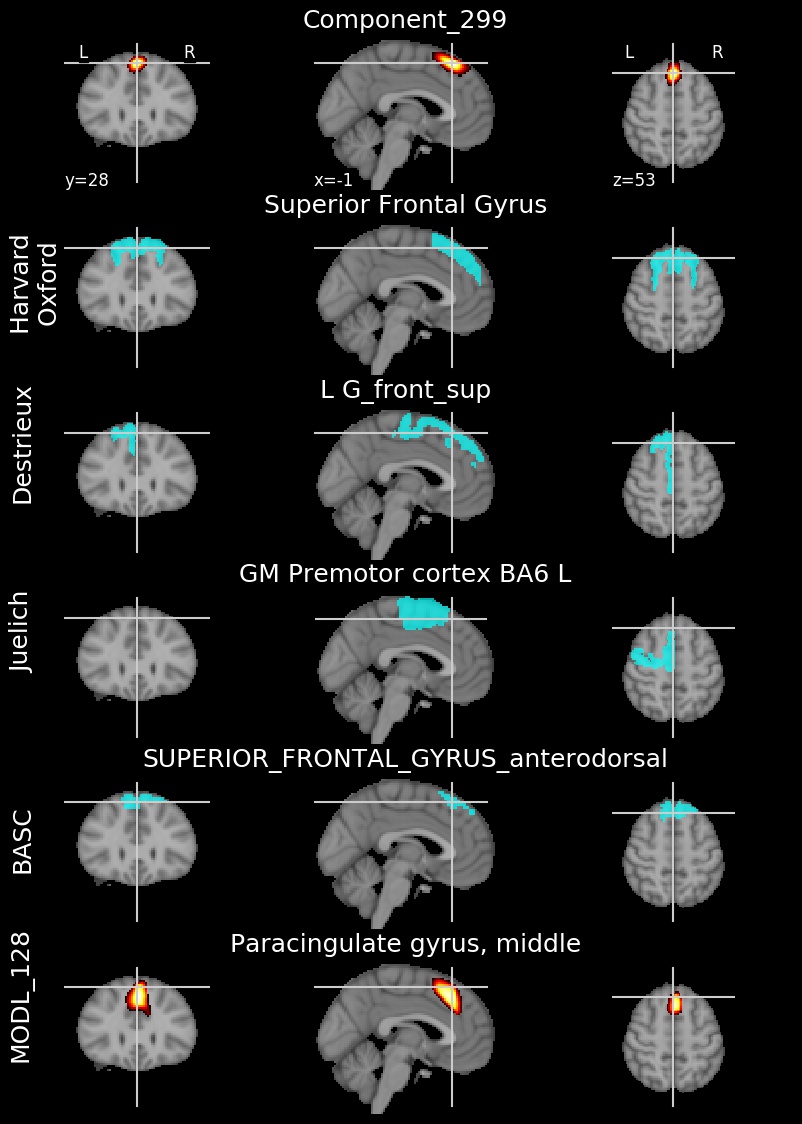 Component_299
L R
L R
y=28
x=-1
z=53
Superior Frontal Gyrus
Harvard
Oxford
L G_front_sup
Destrieux
GM Premotor cortex BA6 L
Juelich
SUPERIOR_FRONTAL_GYRUS_anterodorsal
BASC
Paracingulate gyrus, middle
MODL_128